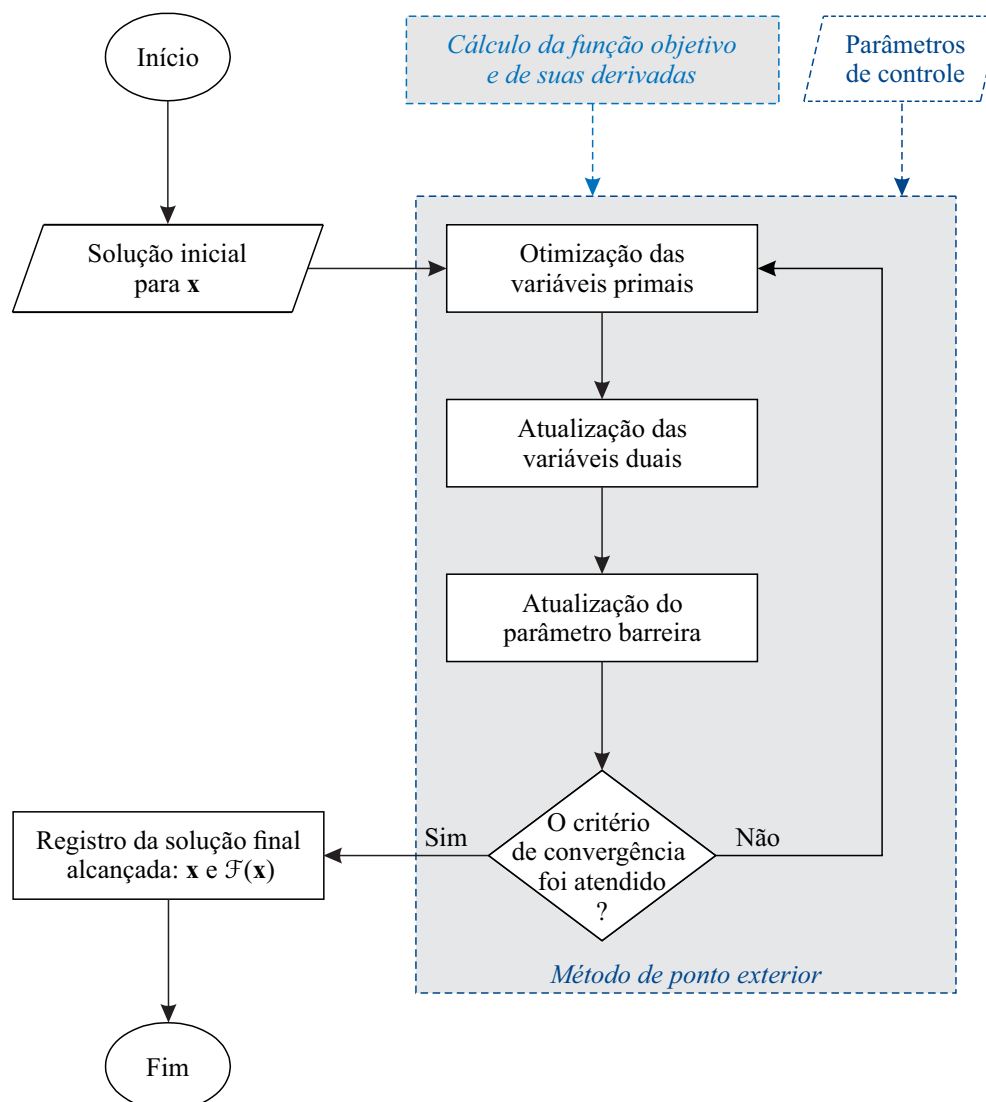 Início
Cálculo da função objetivo
e de suas derivadas
Parâmetros
de controle
Solução inicial
para x
Otimização das
variáveis primais
Atualização das
variáveis duais
Atualização do
parâmetro barreira
O critério
de convergência
foi atendido
?
Sim
Não
Registro da solução final
alcançada: x e ℱ(x)
Método de ponto exterior
Fim